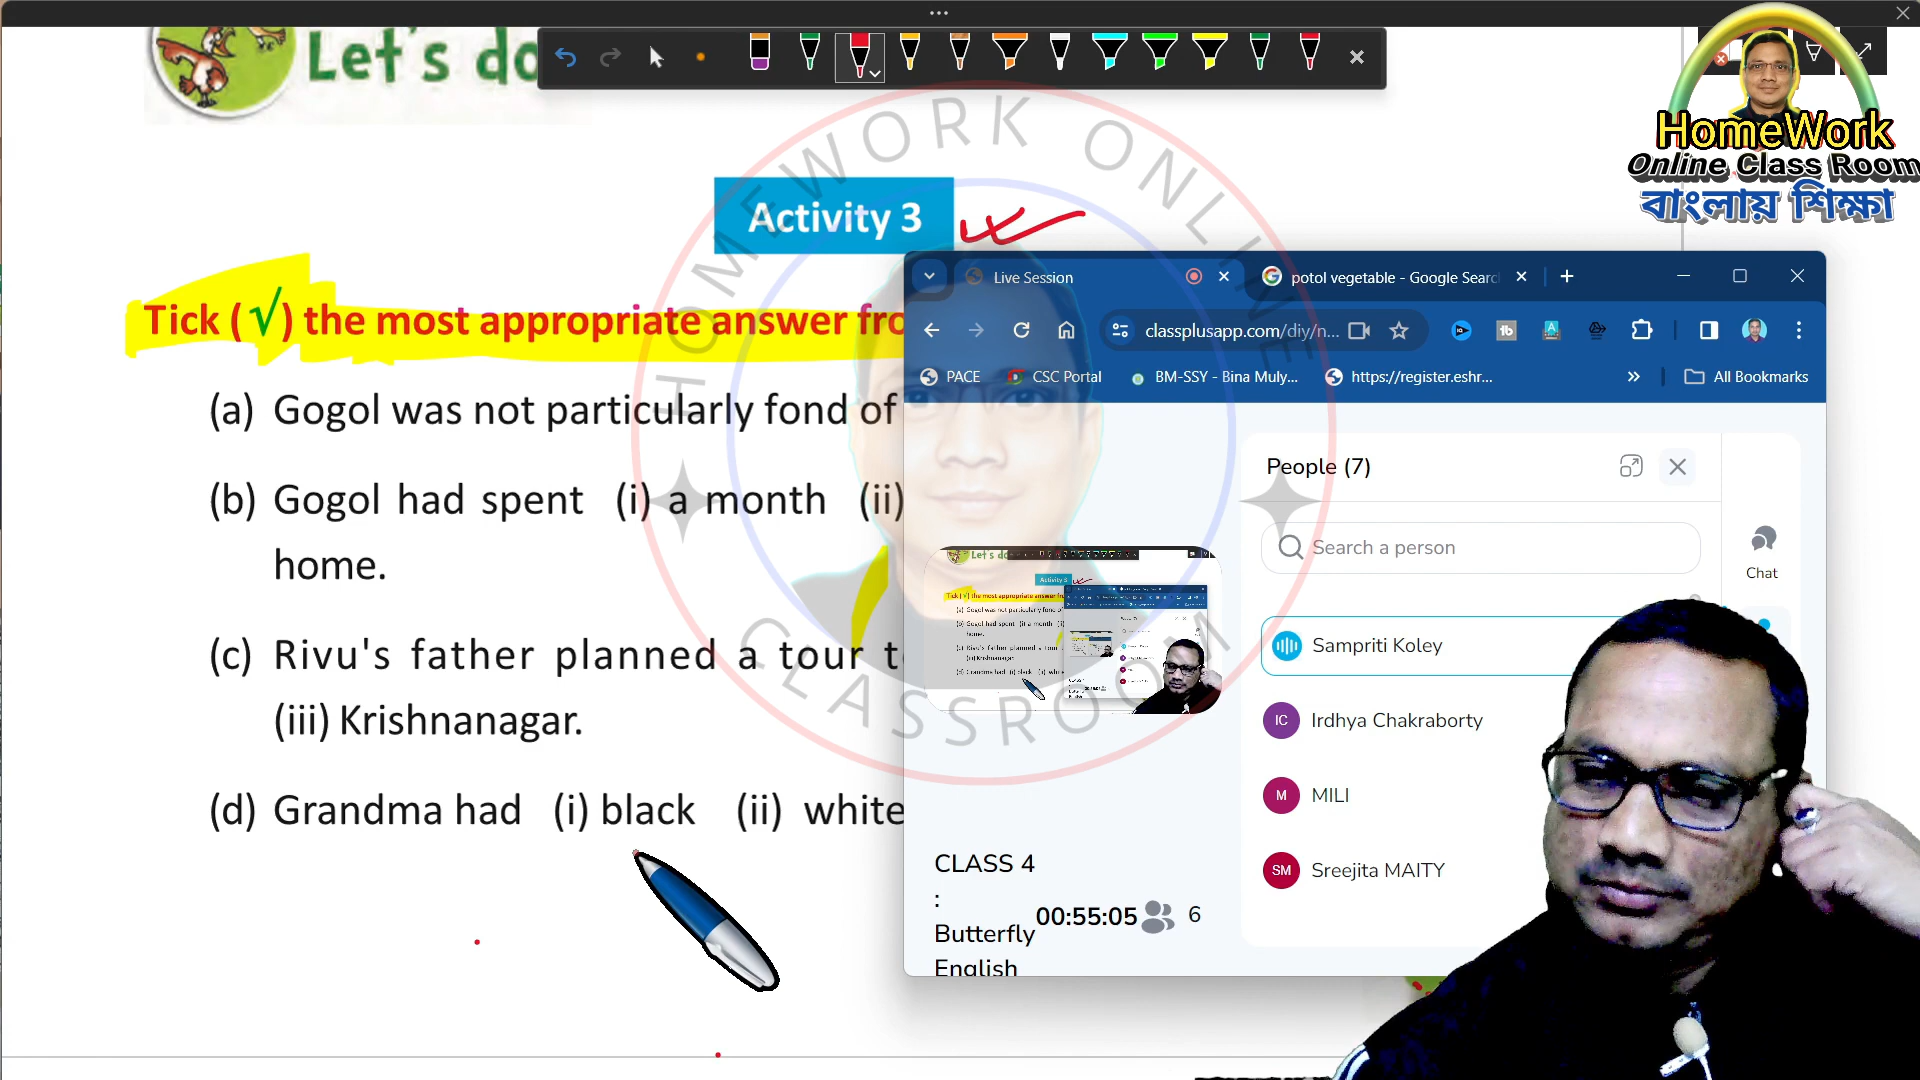 Let's do
HomeWork
Online Class Room
বাংলায় শিক্ষা
HOMEWORK ONLINE
CLASSROOM
Activity 3
Tick (√) the most appropriate answer fro
(a) Gogol was not particularly fond of
(b) Gogol had spent (i) a month (ii)
home.
(c) Rivu's father planned a tour t
(iii) Krishnanagar.
(d) Grandma had (i) black (ii) white
Live Session
potol vegetable - Google Searc
classplusapp.com/diy/n...
PACE
CSC Portal
BM-SSY - Bina Muly...
https://register.eshr...
All Bookmarks
People (7)
Search a person
Chat
Sampriti Koley
IC Irdhya Chakraborty
M MILI
SM Sreejita MAITY
CLASS 4
:
Butterfly
English
00:55:05 6